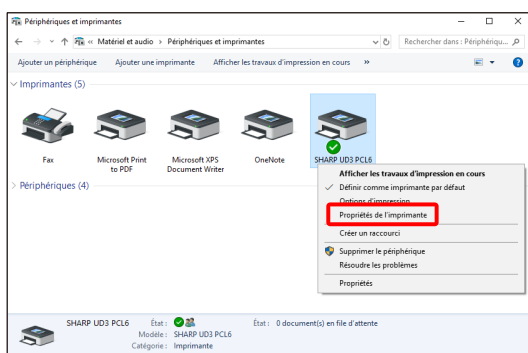 Périphériques et imprimantes
« Matériel et audio › Périphériques et imprimantes
Rechercher dans : Périphériqu...
Ajouter un périphérique Ajouter une imprimante Afficher les travaux d'impression en cours »
Imprimantes (5)
Fax
Microsoft Print to PDF
Microsoft XPS Document Writer
OneNote
SHARP UD3 PCL6
Périphériques (4)
Afficher les travaux d'impression en cours
Définir comme imprimante par défaut
Options d'impression
Propriétés de l'imprimante
Créer un raccourci
Supprimer le périphérique
Résoudre les problèmes
Propriétés
SHARP UD3 PCL6 État : État : 0 document(s) en file d'attente
Modèle : SHARP UD3 PCL6
Catégorie : Imprimante